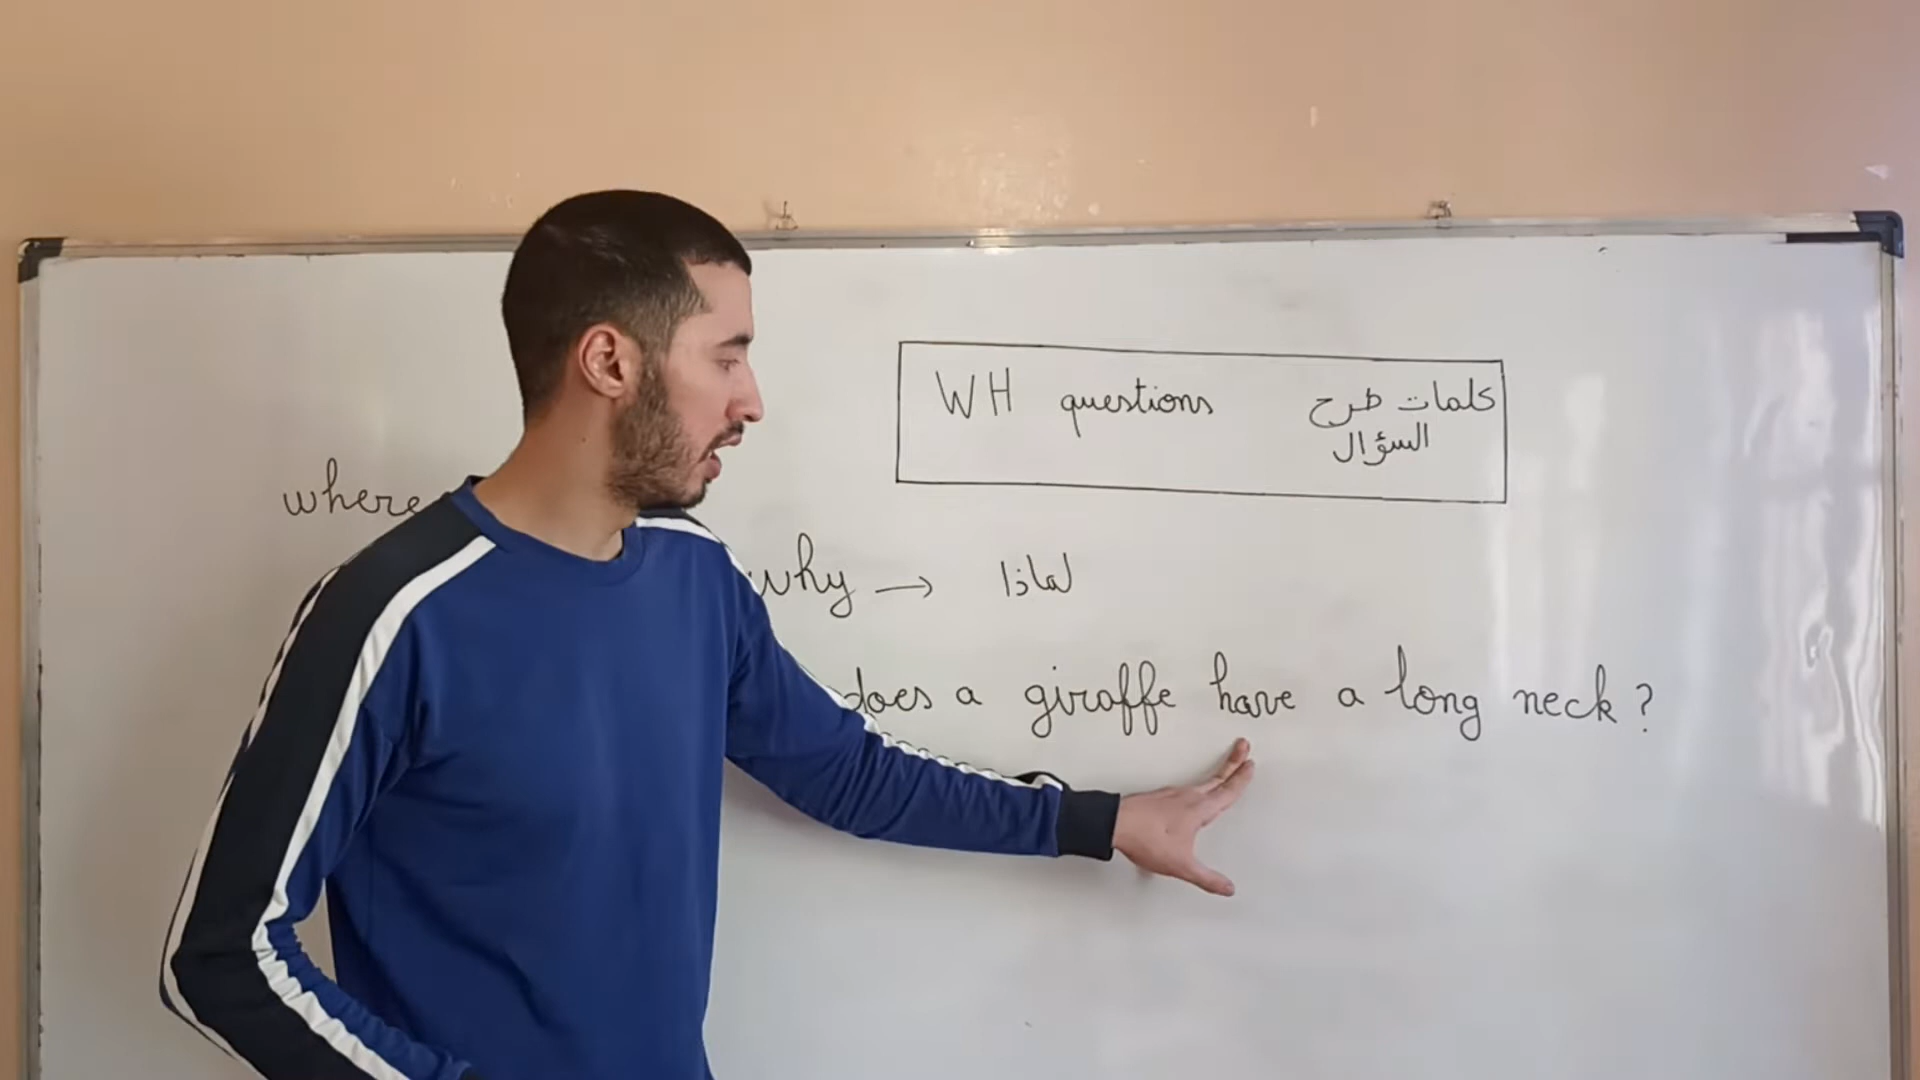 WH questions
كلمات طرح
السؤال
where
why → لماذا
does a giraffe have a long neck?